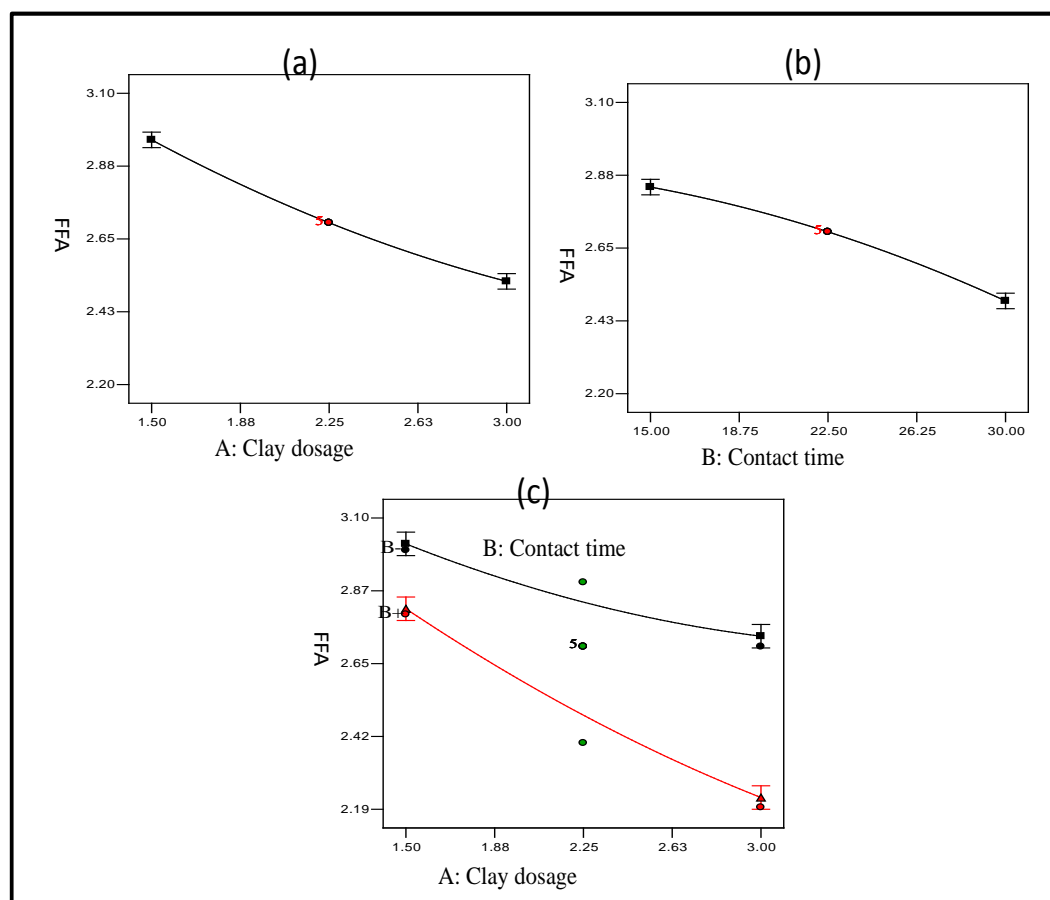 (a)
3.10
2.88
2.65
2.43
2.20
FFA
5
1.50 1.88 2.25 2.63 3.00
A: Clay dosage
(b)
3.10
2.88
2.65
2.43
2.20
FFA
5
15.00 18.75 22.50 26.25 30.00
B: Contact time
(c)
3.10
2.87
2.65
2.42
2.19
FFA
B: Contact time
B-
B+
5
1.50 1.88 2.25 2.63 3.00
A: Clay dosage